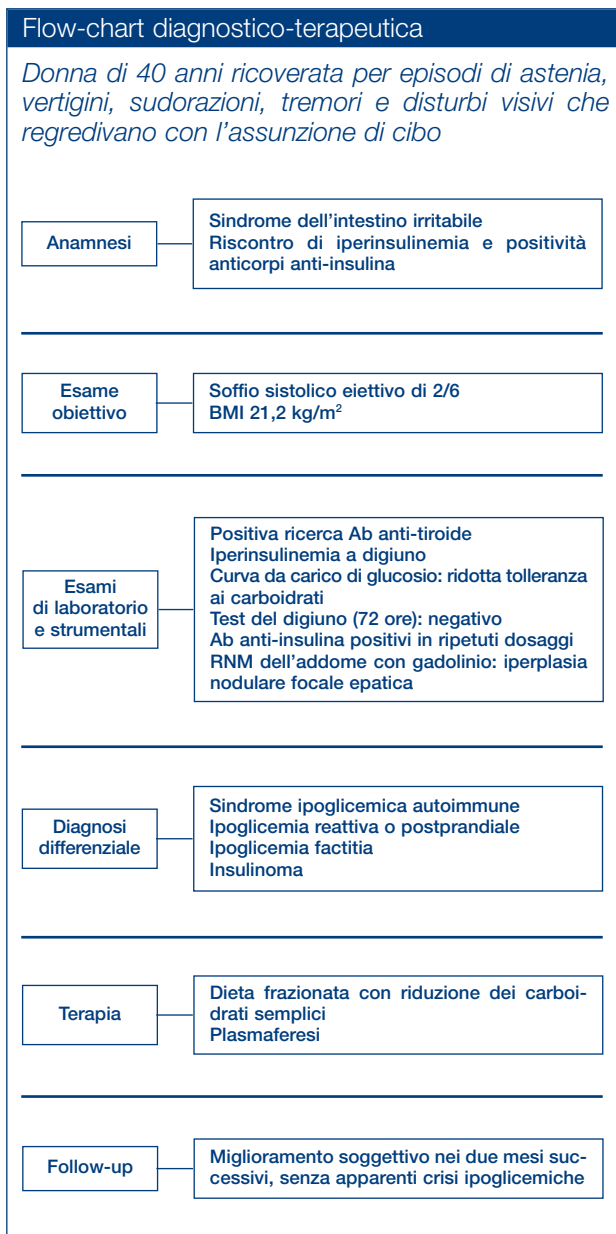 Flow-chart diagnostico-terapeutica
Donna di 40 anni ricoverata per episodi di astenia,
vertigini, sudorazioni, tremori e disturbi visivi che
regredivano con l'assunzione di cibo
Anamnesi
Sindrome dell'intestino irritabile
Riscontro di iperinsulinemia e positività
anticorpi anti-insulina
Esame
obiettivo
Soffio sistolico eiettivo di 2/6
BMI 21,2 kg/m²
Esami
di laboratorio
e strumentali
Positiva ricerca Ab anti-tiroide
Iperinsulinemia a digiuno
Curva da carico di glucosio: ridotta tolleranza
ai carboidrati
Test del digiuno (72 ore): negativo
Ab anti-insulina positivi in ripetuti dosaggi
RNM dell'addome con gadolinio: iperplasia
nodulare focale epatica
Diagnosi
differenziale
Sindrome ipoglicemica autoimmune
Ipoglicemia reattiva o postprandiale
Ipoglicemia factitia
Insulinoma
Terapia
Dieta frazionata con riduzione dei carboi-
drati semplici
Plasmaferesi
Follow-up
Miglioramento soggettivo nei due mesi suc-
cessivi, senza apparenti crisi ipoglicemiche